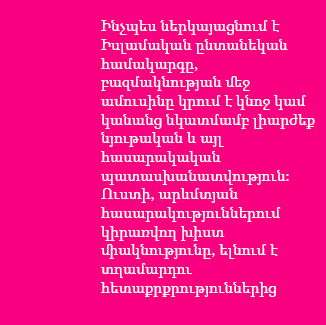 Ինչպես ներկայացնում է
Իսլամական ընտանեկան
համակարգը,
բազմակնության մեջ
ամուսինը կրում է կնոջ կամ
կանանց նկատմամբ լիարժեք
նյութական և այլ
հասարակական
պատասխանատվություն:
Ուստի, արևմտյան
հասարակություններում
կիրառվող խիստ
միակնությունը, ելնում է
տղամարդու
հետաքրքրություններից